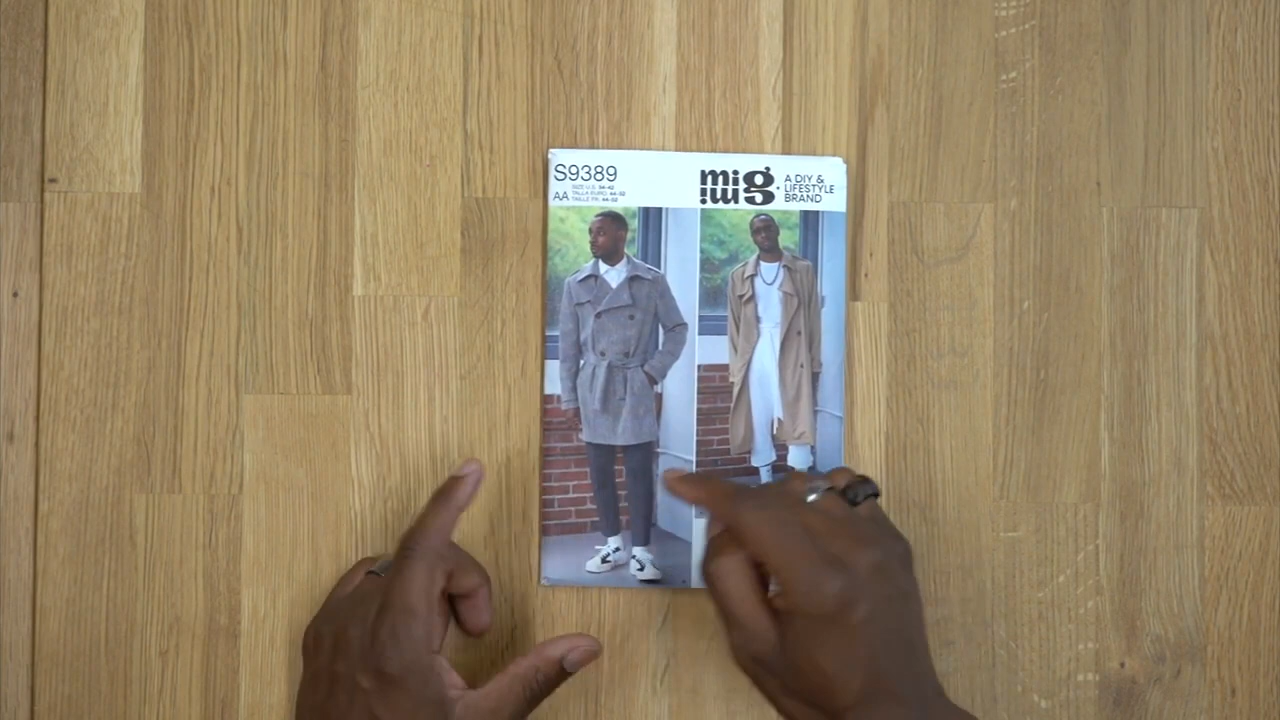 S9389
AA
SIZE U.S. 34-42
TALLA EURO. 44-52
TAILLE FR. 44-52
mimi g.
A DIY &
LIFESTYLE
BRAND